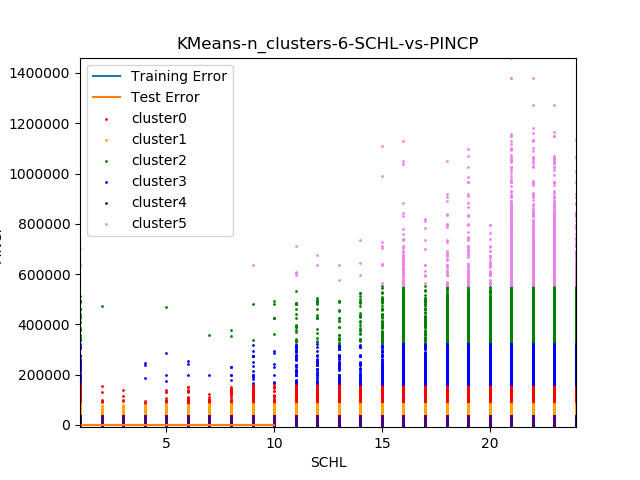 KMeans-n_clusters-6-SCHL-vs-PINCP
Training Error
Test Error
cluster0
cluster1
cluster2
cluster3
cluster4
cluster5
1400000
1200000
1000000
800000
600000
400000
200000
0
5
10
15
20
SCHL